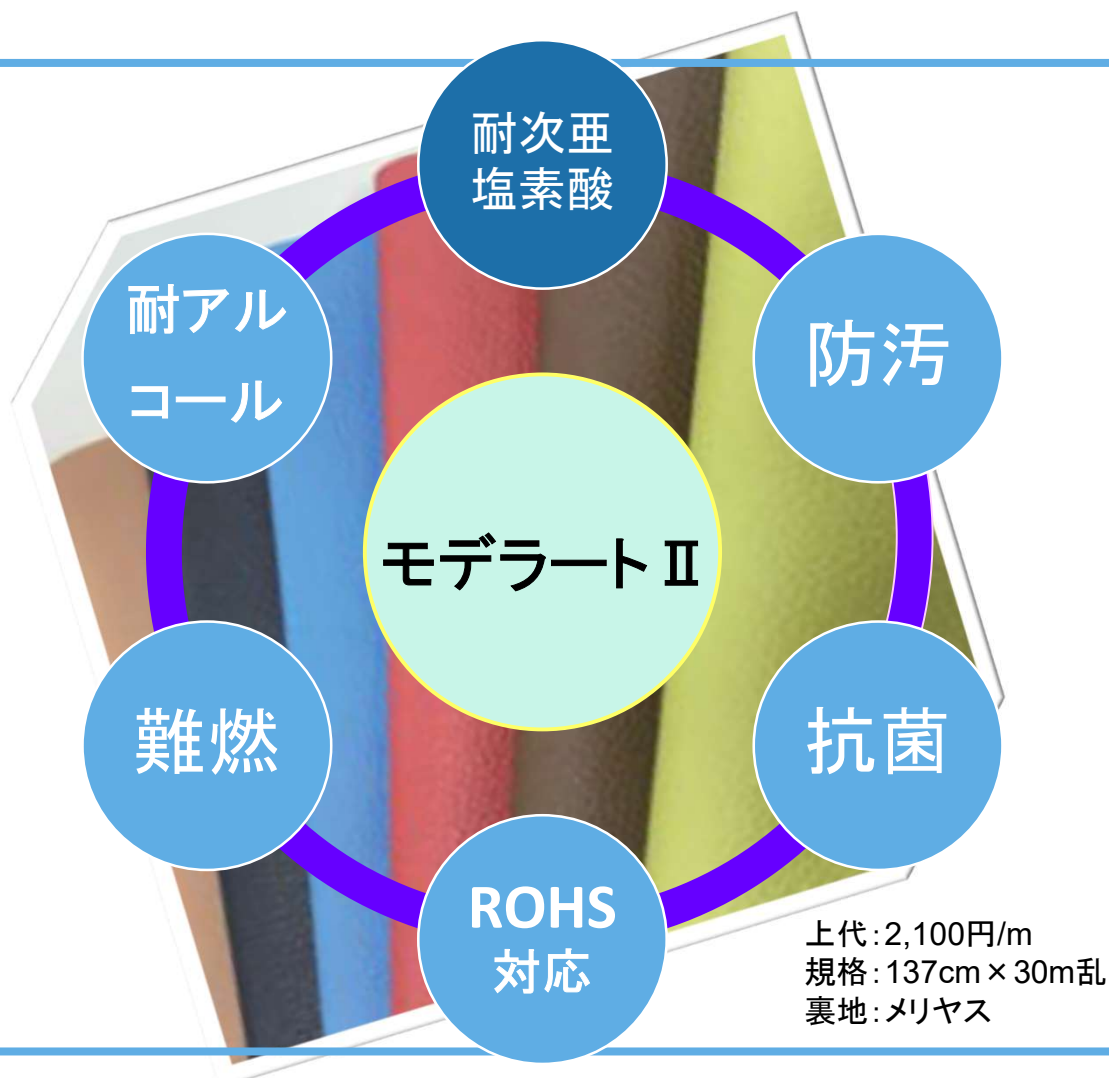 耐次亜
塩素酸
耐アル
コール
防汚
モデラートⅡ
難燃
抗菌
ROHS
対応
上代：2,100円/m
規格：137cm×30m乱
裏地：メリヤス